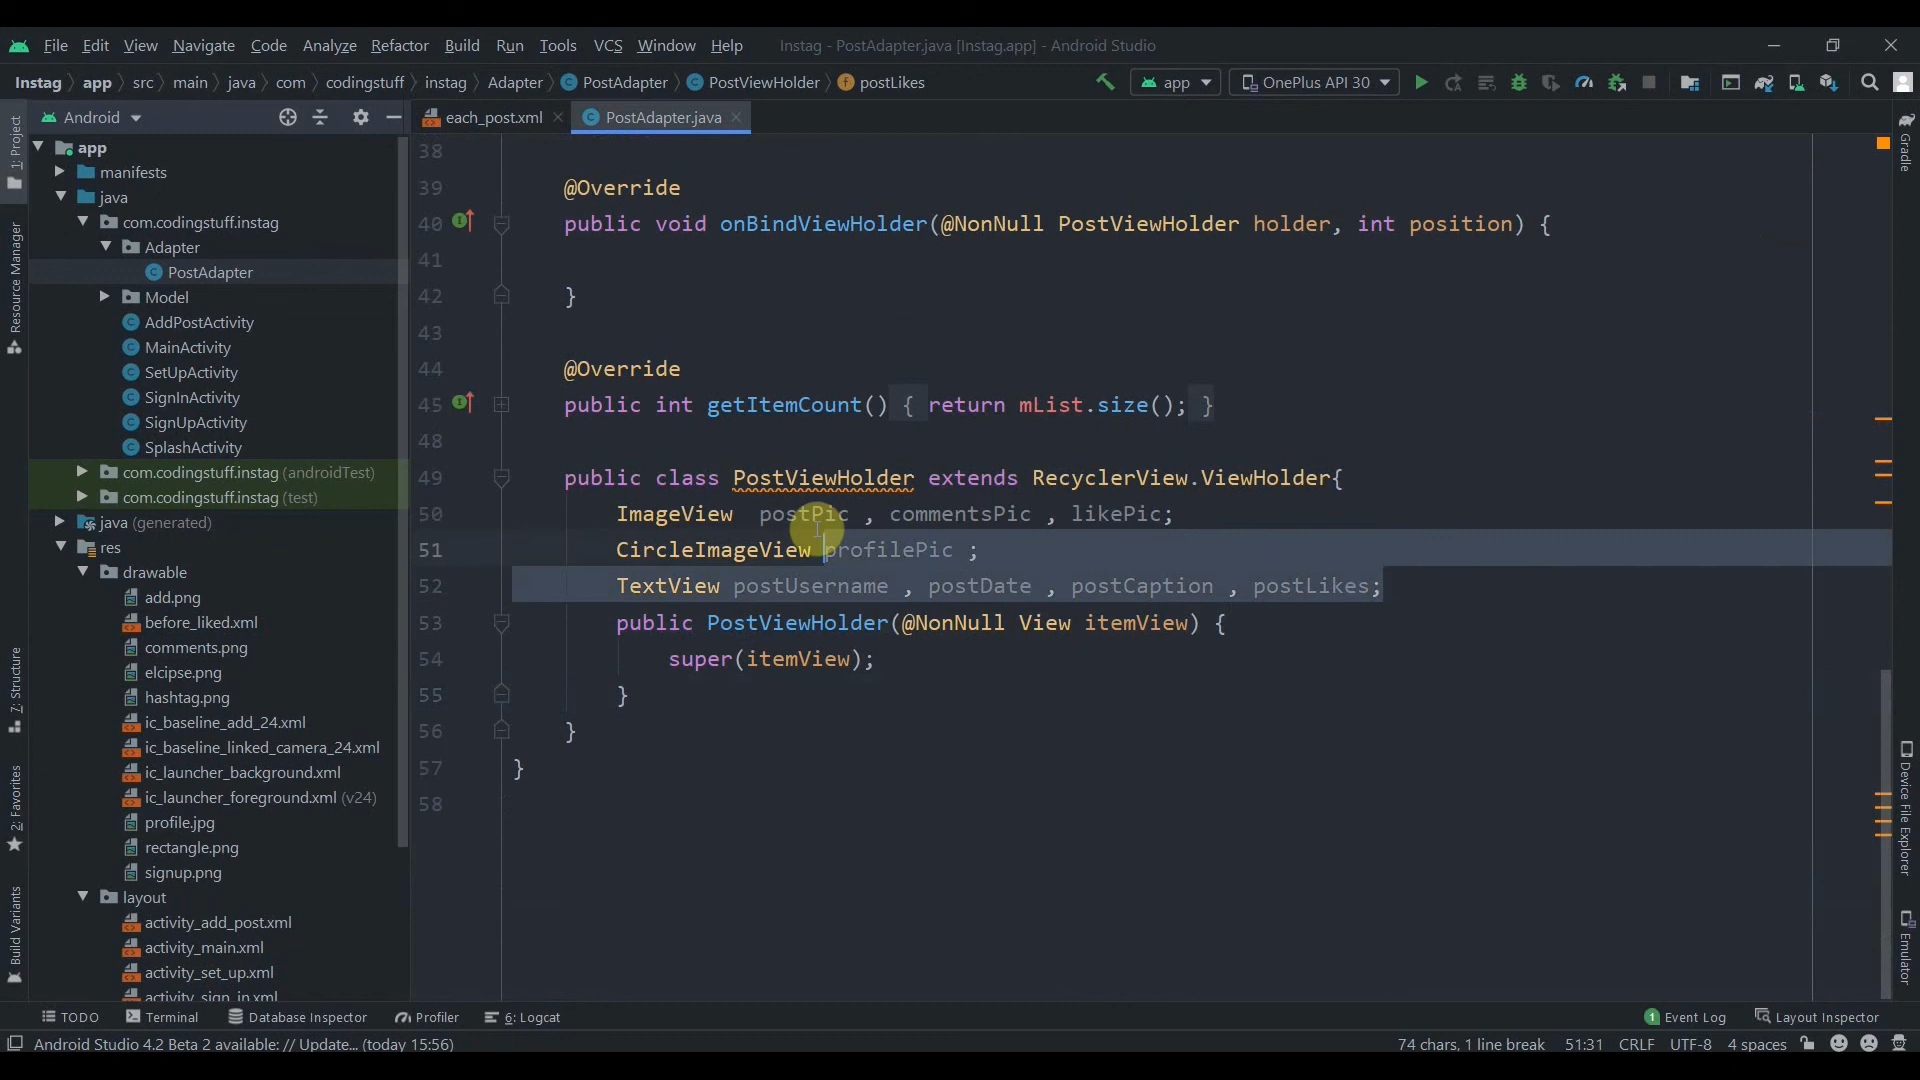 File Edit View Navigate Code Analyze Refactor Build Run Tools VCS Window Help Instag - PostAdapter.java [Instag.app] - Android Studio
Instag app src main java com codingstuff instag Adapter PostAdapter PostViewHolder postLikes app OnePlus API 30
Android
each_post.xml PostAdapter.java
1: Project
Resource Manager
7: Structure
2: Favorites
Build Variants
app
manifests
java
com.codingstuff.instag
Adapter
PostAdapter
Model
AddPostActivity
MainActivity
SetUpActivity
SignInActivity
SignUpActivity
SplashActivity
com.codingstuff.instag (androidTest)
com.codingstuff.instag (test)
java (generated)
res
drawable
add.png
before_liked.xml
comments.png
elcipse.png
hashtag.png
ic_baseline_add_24.xml
ic_baseline_linked_camera_24.xml
ic_launcher_background.xml
ic_launcher_foreground.xml (v24)
profile.jpg
rectangle.png
signup.png
layout
activity_add_post.xml
activity_main.xml
activity_set_up.xml
activity_sign_in.xml
38
39 @Override
40 public void onBindViewHolder(@NonNull PostViewHolder holder, int position) {
41
42 }
43
44 @Override
45 public int getItemCount() { return mList.size(); }
48
49 public class PostViewHolder extends RecyclerView.ViewHolder{
50 ImageView postPic , commentsPic , likePic;
51 CircleImageView profilePic ;
52 TextView postUsername , postDate , postCaption , postLikes;
53 public PostViewHolder(@NonNull View itemView) {
54 super(itemView);
55 }
56 }
57 }
58
Gradle
Device File Explorer
Emulator
TODO Terminal Database Inspector Profiler 6: Logcat 1 Event Log Layout Inspector
Android Studio 4.2 Beta 2 available: // Update... (today 15:56) 74 chars, 1 line break 51:31 CRLF UTF-8 4 spaces